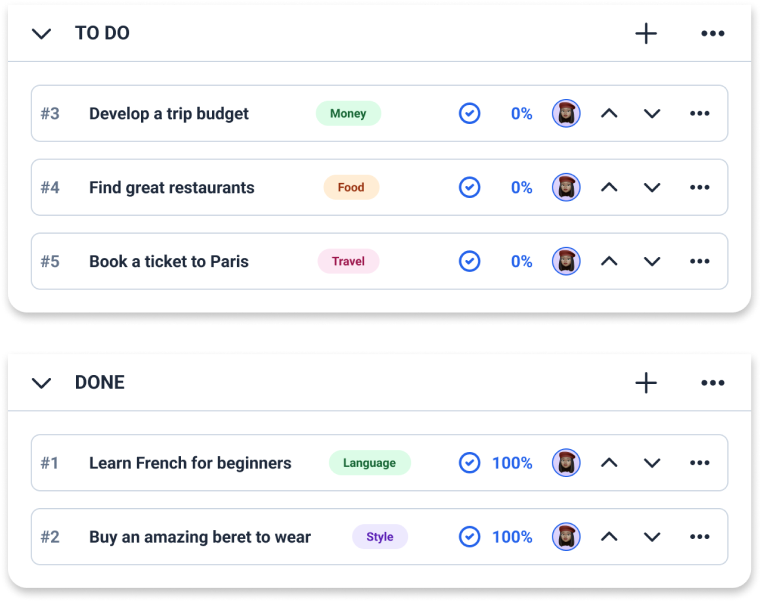 TO DO
#3 Develop a trip budget Money 0%
#4 Find great restaurants Food 0%
#5 Book a ticket to Paris Travel 0%
DONE
#1 Learn French for beginners Language 100%
#2 Buy an amazing beret to wear Style 100%